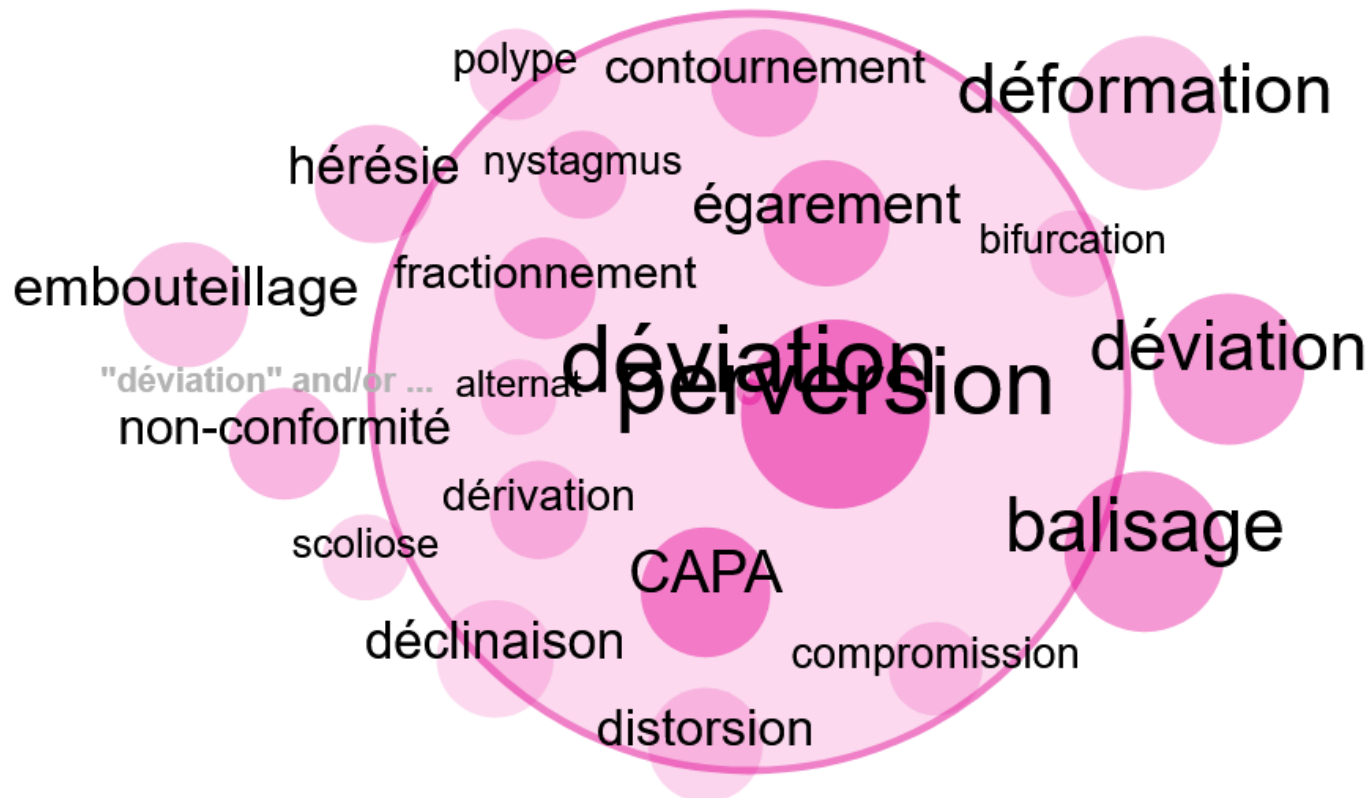 polype
contournement
déformation
hérésie
nystagmus
égarement
bifurcation
embouteillage
fractionnement
déviation
déviation
"déviation" and/or ...
alternat
perversion
non-conformité
dérivation
balisage
scoliose
CAPA
déclinaison
compromission
distorsion